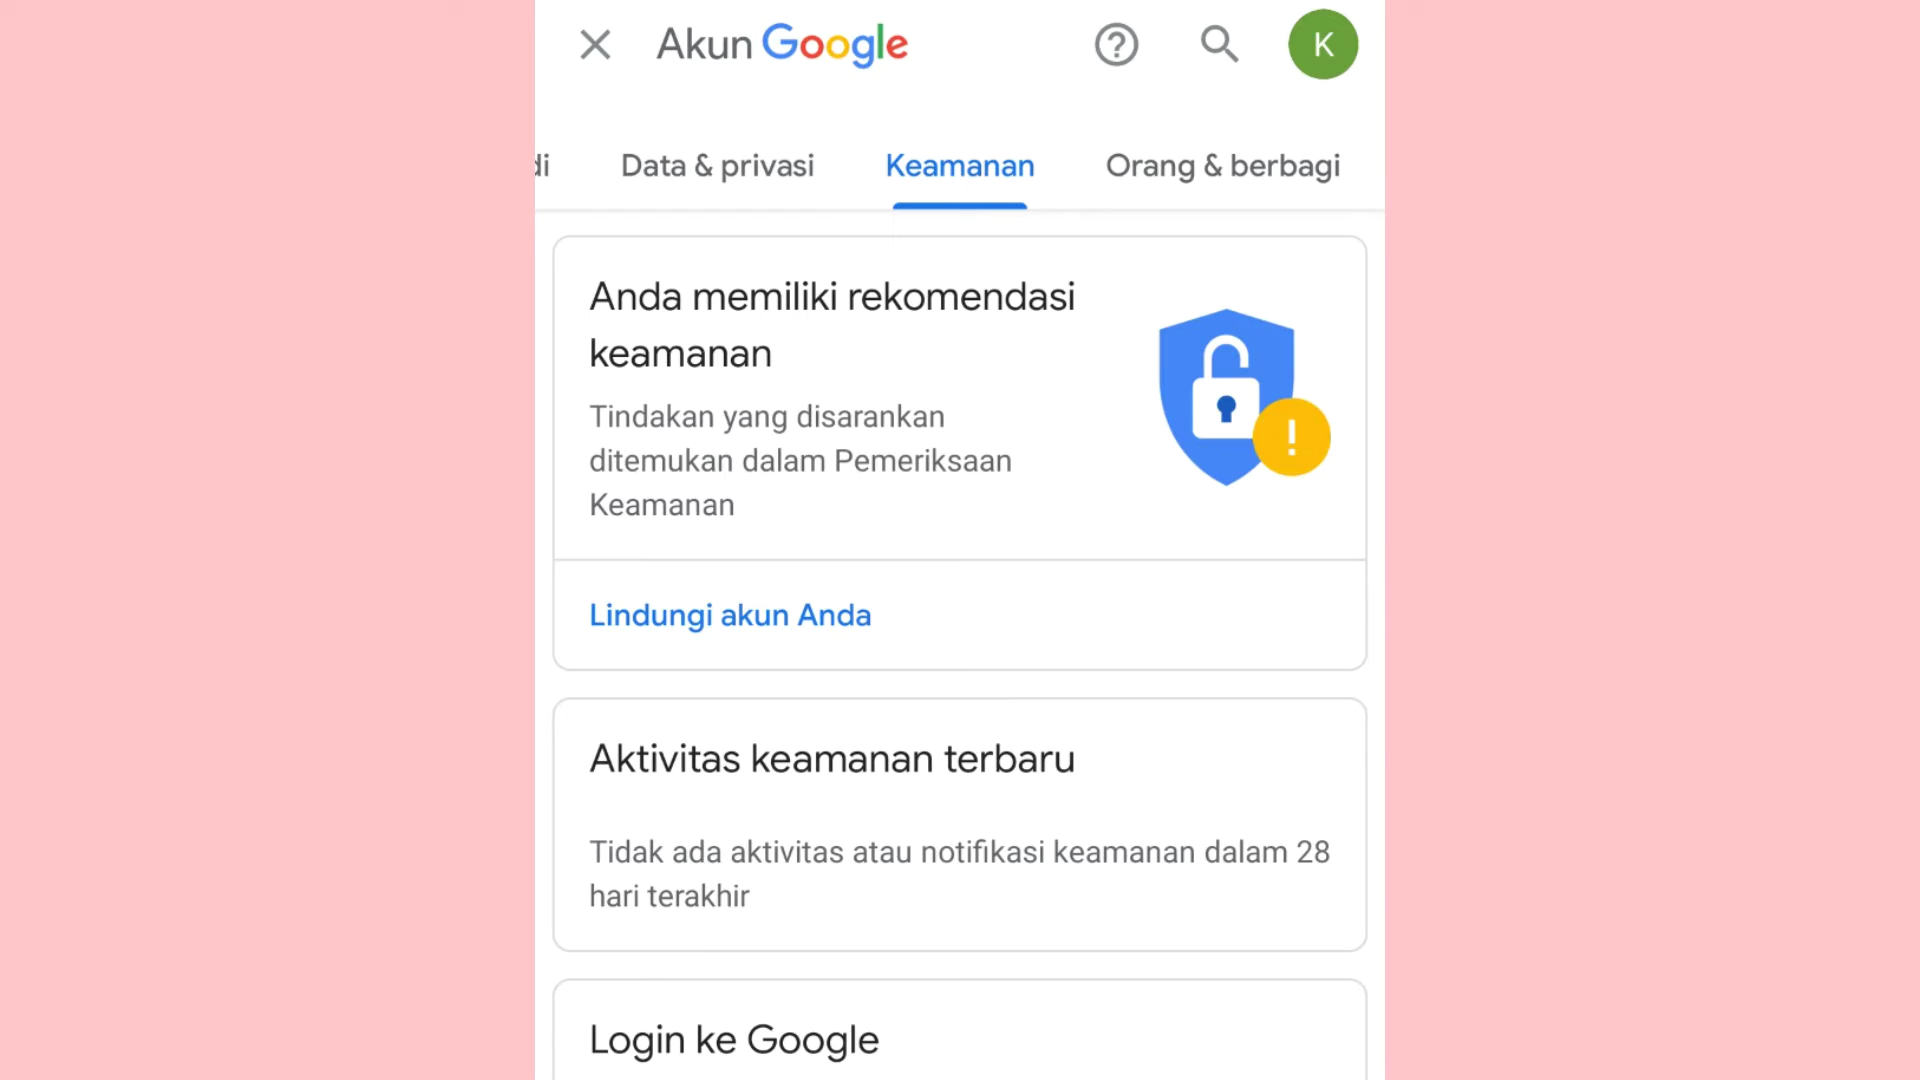 Akun Google
K
di
Data & privasi
Keamanan
Orang & berbagi
Anda memiliki rekomendasi
keamanan
Tindakan yang disarankan
ditemukan dalam Pemeriksaan
Keamanan
Lindungi akun Anda
Aktivitas keamanan terbaru
Tidak ada aktivitas atau notifikasi keamanan dalam 28
hari terakhir
Login ke Google